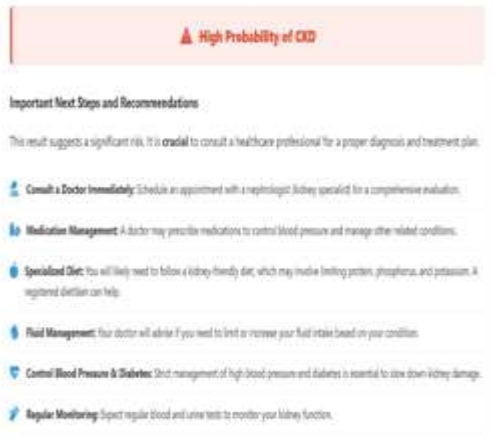 High Probability of CKD
Important Next Steps and Recommendations
This result suggests a significant risk. It is crucial to consult a healthcare professional for a proper diagnosis and treatment plan.
Consult a Doctor Immediately: Schedule an appointment with a nephrologist (kidney specialist) for a comprehensive evaluation.
Medication Management: A doctor may prescribe medications to control blood pressure and manage other related conditions.
Specialized Diet: You will likely need to follow a kidney-friendly diet, which may involve limiting protein, phosphorus, and potassium. A
registered dietitian can help.
Fluid Management: Your doctor will advise if you need to limit or increase your fluid intake based on your condition.
Control Blood Pressure & Diabetes: Strict management of high blood pressure and diabetes is essential to slow down kidney damage.
Regular Monitoring: Expect regular blood and urine tests to monitor your kidney function.